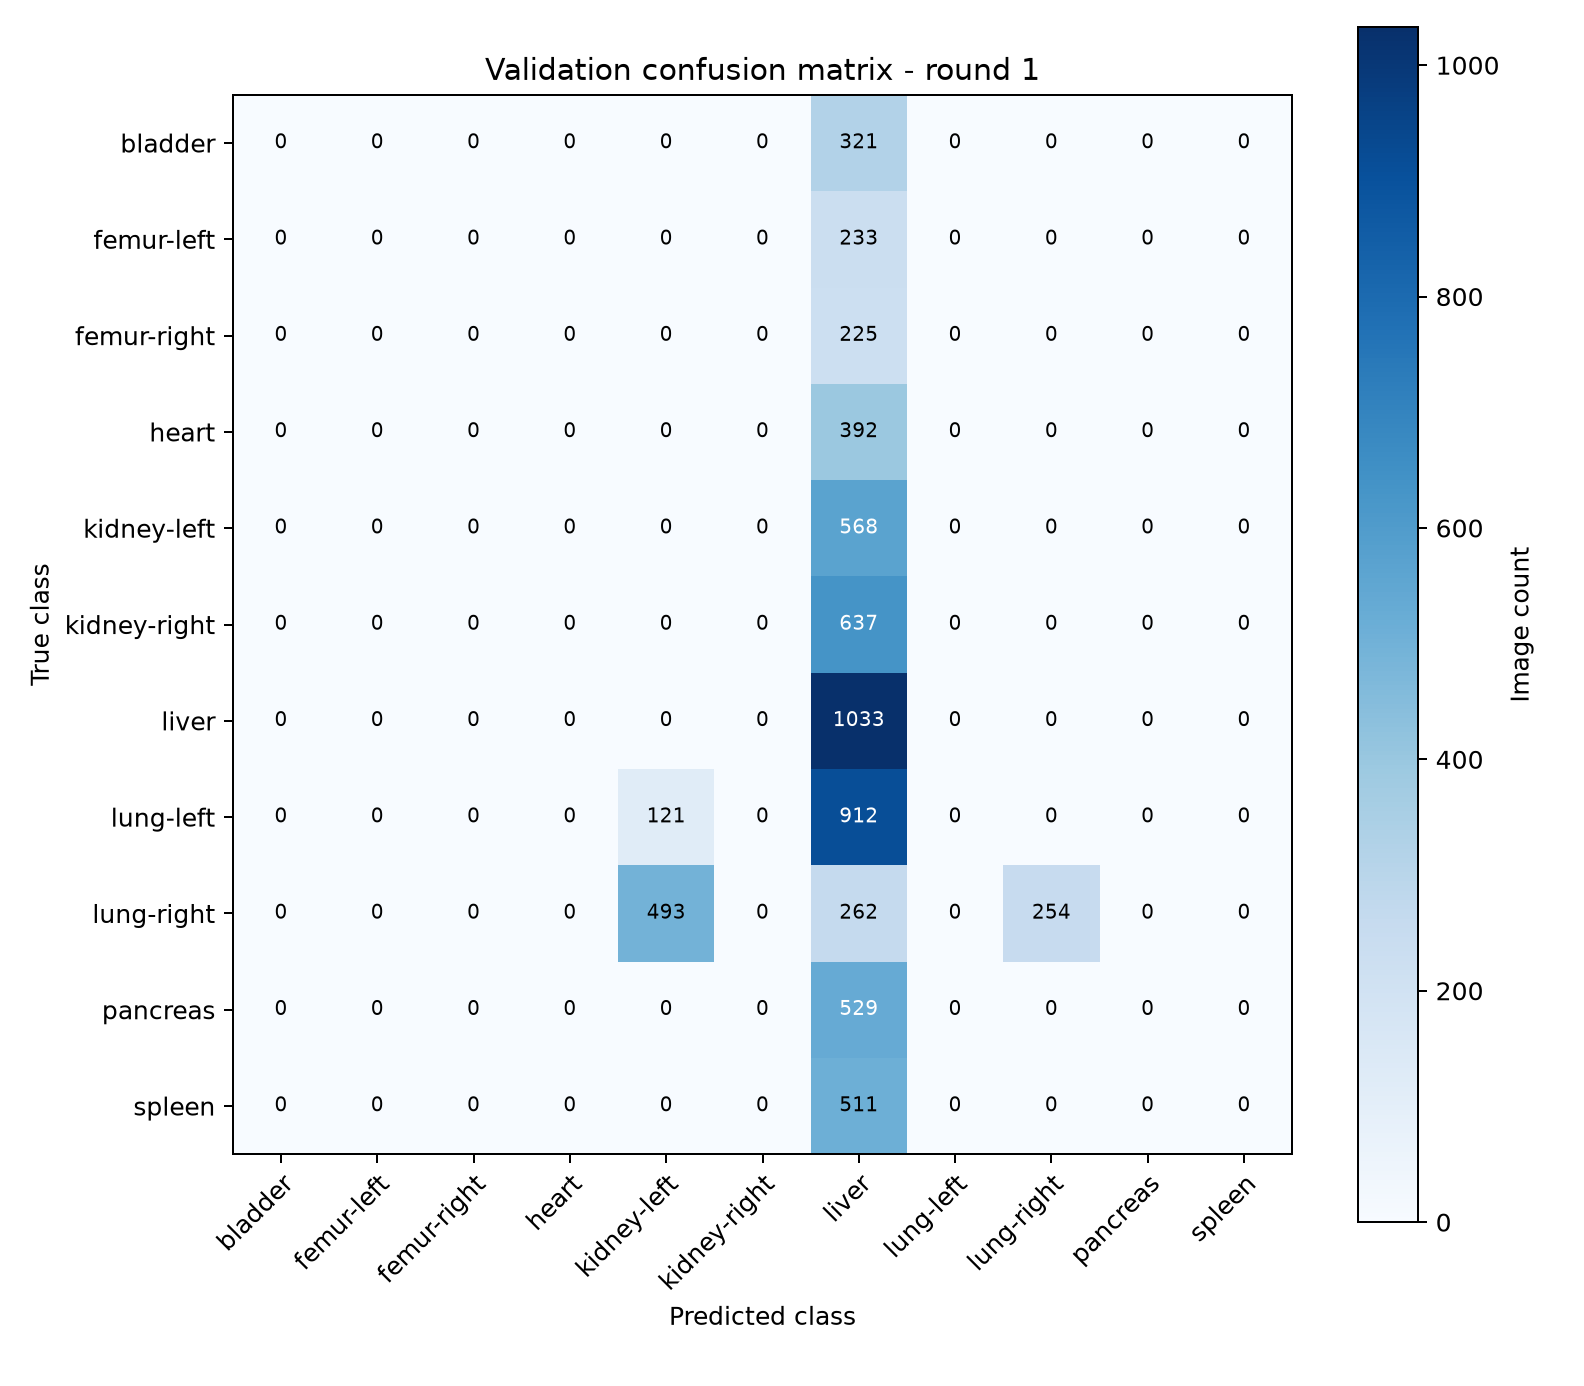 Validation confusion matrix - round 1
bladder 0 0 0 0 0 0 321 0 0 0 0
femur-left 0 0 0 0 0 0 233 0 0 0 0
femur-right 0 0 0 0 0 0 225 0 0 0 0
heart 0 0 0 0 0 0 392 0 0 0 0
kidney-left 0 0 0 0 0 0 568 0 0 0 0
kidney-right 0 0 0 0 0 0 637 0 0 0 0
liver 0 0 0 0 0 0 1033 0 0 0 0
lung-left 0 0 0 0 121 0 912 0 0 0 0
lung-right 0 0 0 0 493 0 262 0 254 0 0
pancreas 0 0 0 0 0 0 529 0 0 0 0
spleen 0 0 0 0 0 0 511 0 0 0 0
True class
bladder femur-left femur-right heart kidney-left kidney-right liver lung-left lung-right pancreas spleen
Predicted class
1000
800
600
400
200
0
Image count